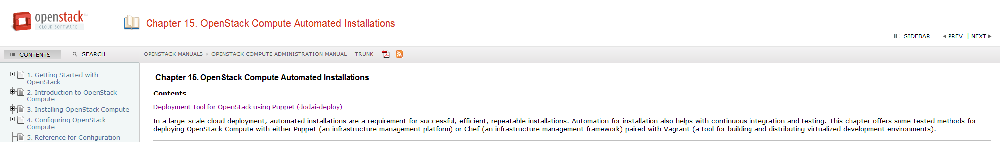 openstack™
CLOUD SOFTWARE
Chapter 15. OpenStack Compute Automated Installations
SIDEBAR PREV | NEXT
CONTENTS SEARCH
OPENSTACK MANUALS OPENSTACK COMPUTE ADMINISTRATION MANUAL - TRUNK
1. Getting Started with
OpenStack
2. Introduction to OpenStack
Compute
3. Installing OpenStack Compute
4. Configuring OpenStack
Compute
5. Reference for Configuration
Chapter 15. OpenStack Compute Automated Installations
Contents
Deployment Tool for OpenStack using Puppet (dodai-deploy)
In a large-scale cloud deployment, automated installations are a requirement for successful, efficient, repeatable installations. Automation for installation also helps with continuous integration and testing. This chapter offers some tested methods for
deploying OpenStack Compute with either Puppet (an infrastructure management platform) or Chef (an infrastructure management framework) paired with Vagrant (a tool for building and distributing virtualized development environments).